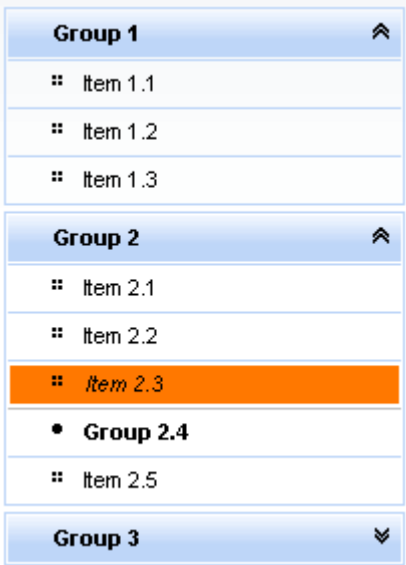 Group 1
Item 1.1
Item 1.2
Item 1.3
Group 2
Item 2.1
Item 2.2
Item 2.3
Group 2.4
Item 2.5
Group 3